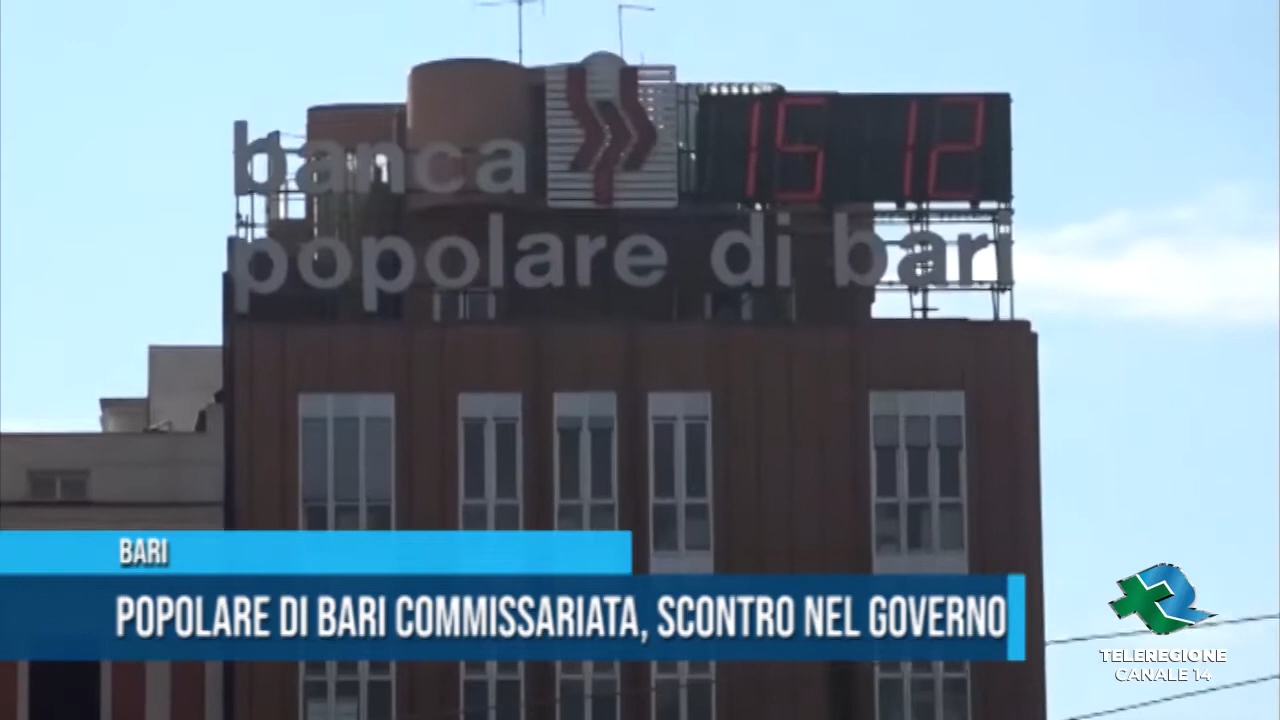 banca
15 12
popolare di bari
BARI
POPOLARE DI BARI COMMISSARIATA, SCONTRO NEL GOVERNO
TELEREGIONE
CANALE 14